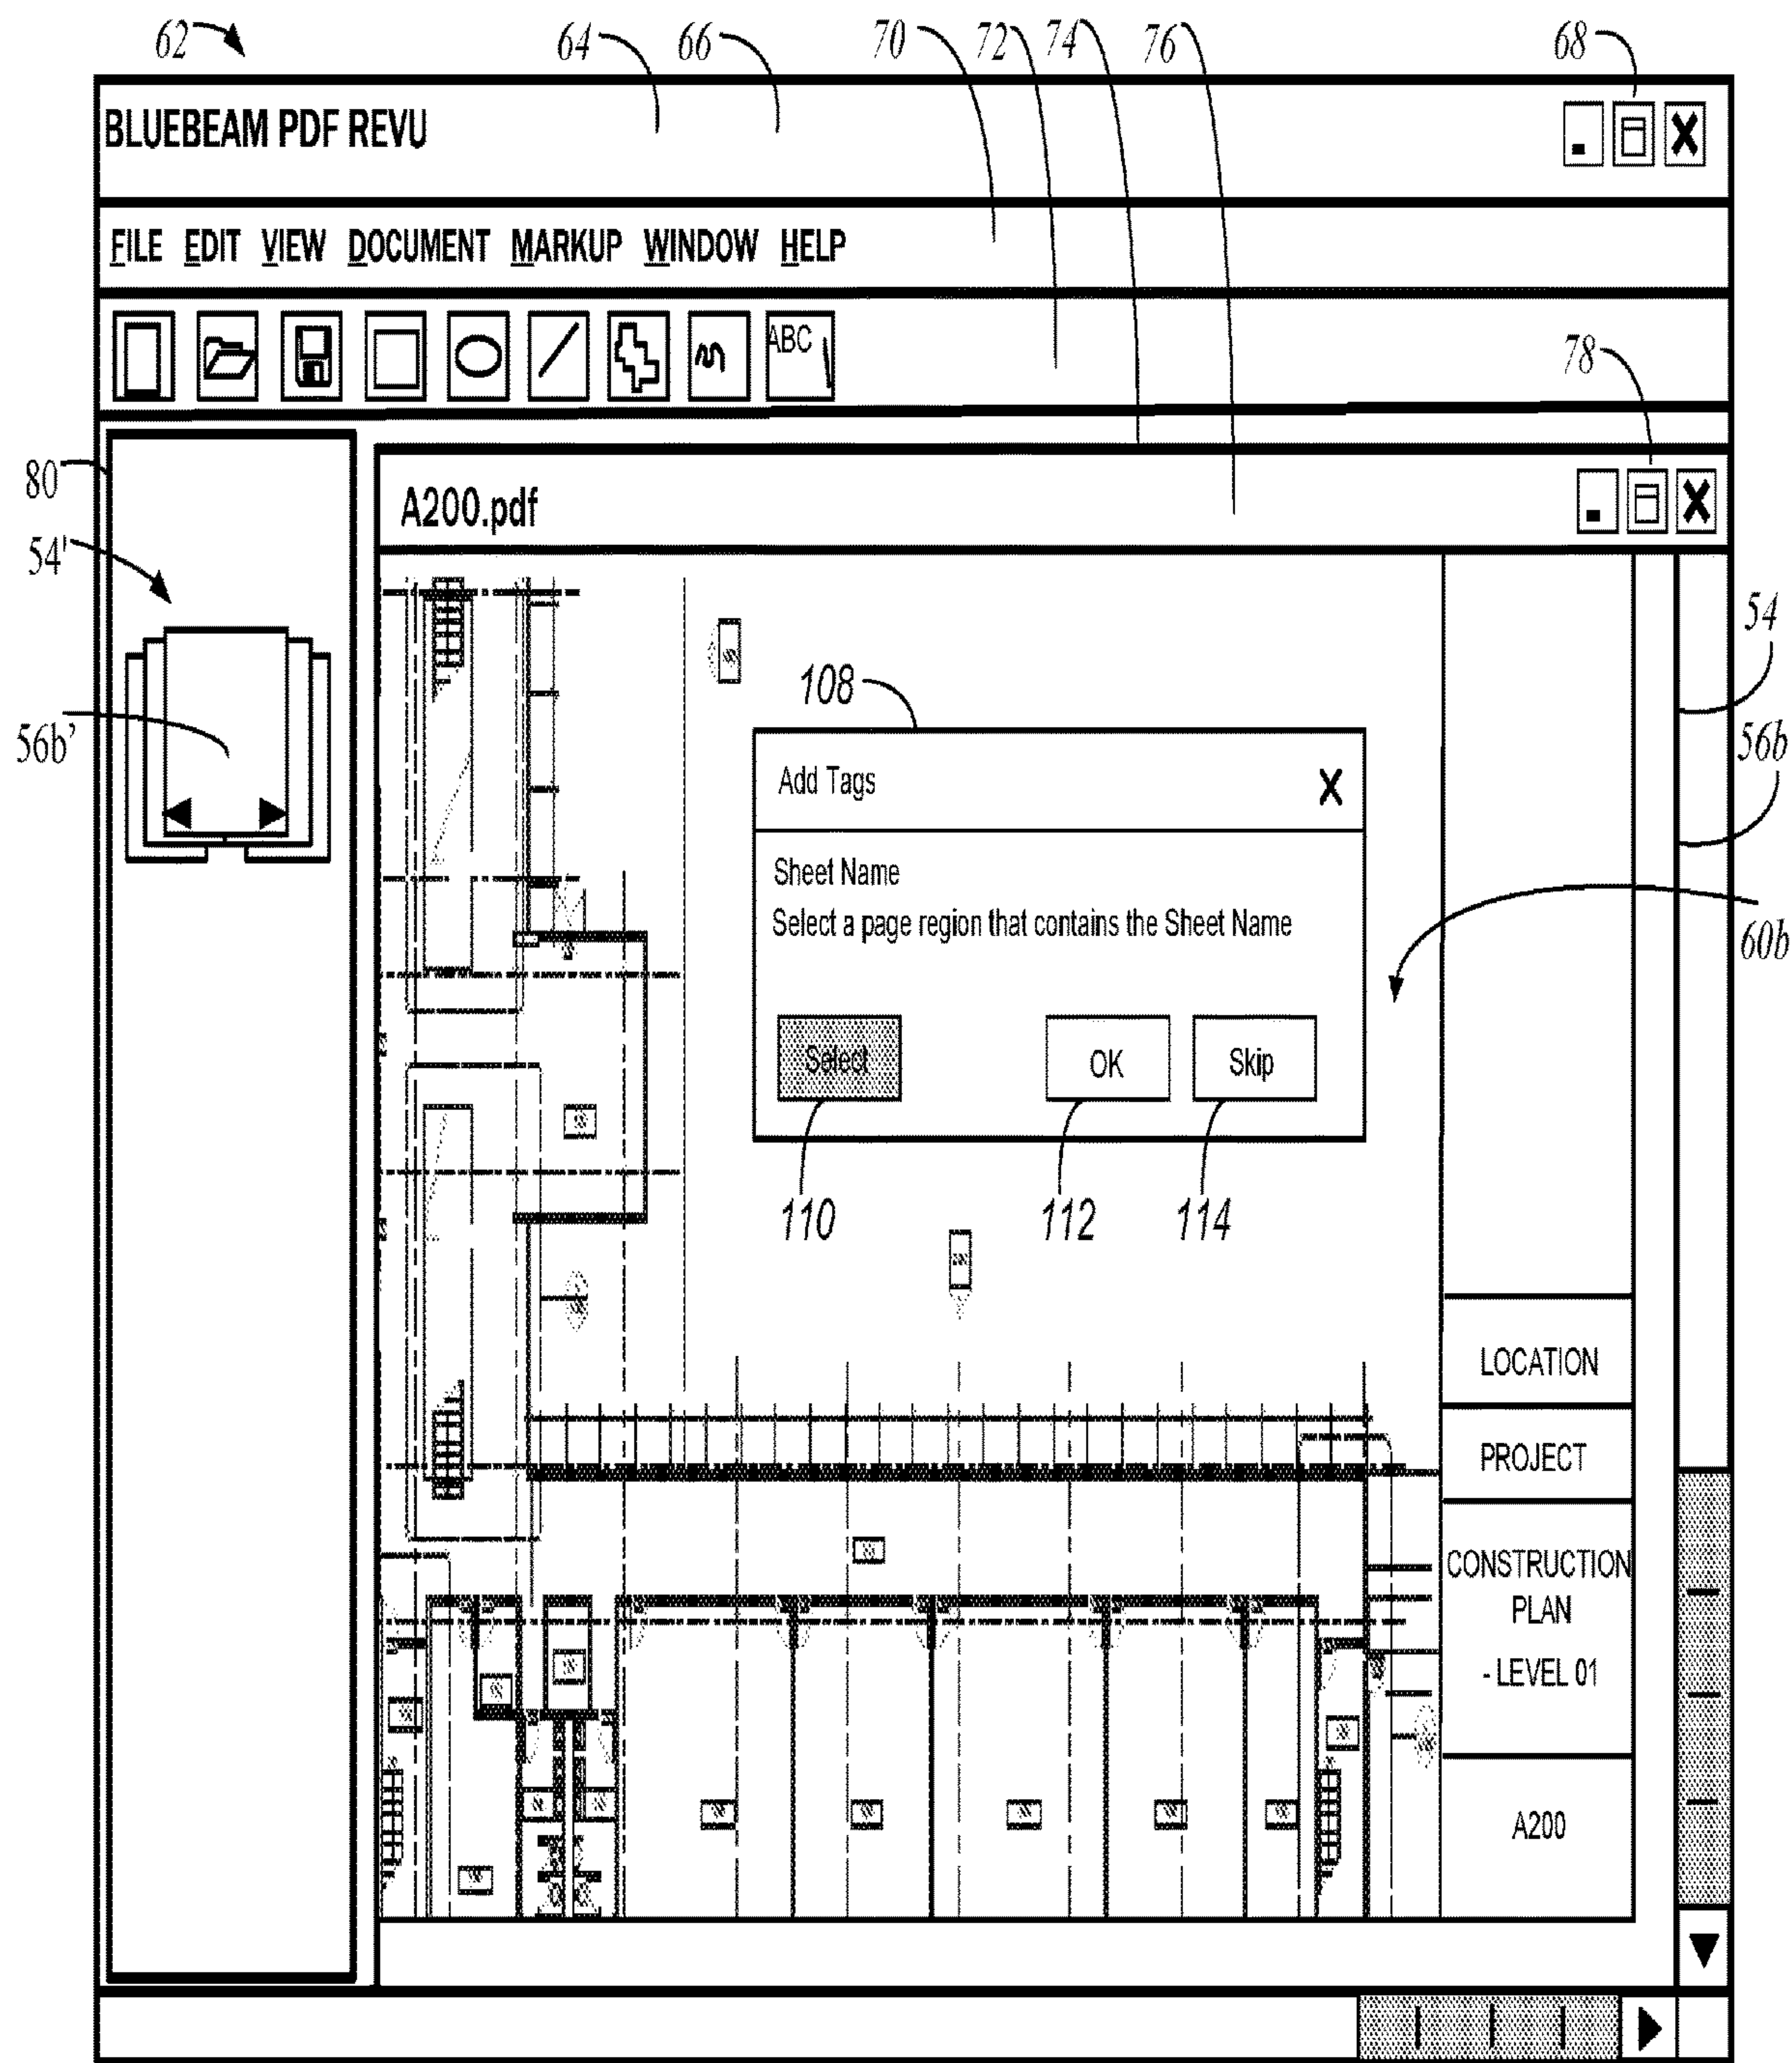 62 64 66 70 72 74 76 68
BLUEBEAM PDF REVU
FILE EDIT VIEW DOCUMENT MARKUP WINDOW HELP
ABC
78
80
A200.pdf
54'
54
108
56b'
56b
Add Tags X
Sheet Name
Select a page region that contains the Sheet Name
60b
Select OK Skip
110 112 114
LOCATION
PROJECT
CONSTRUCTION
PLAN
- LEVEL 01
A200